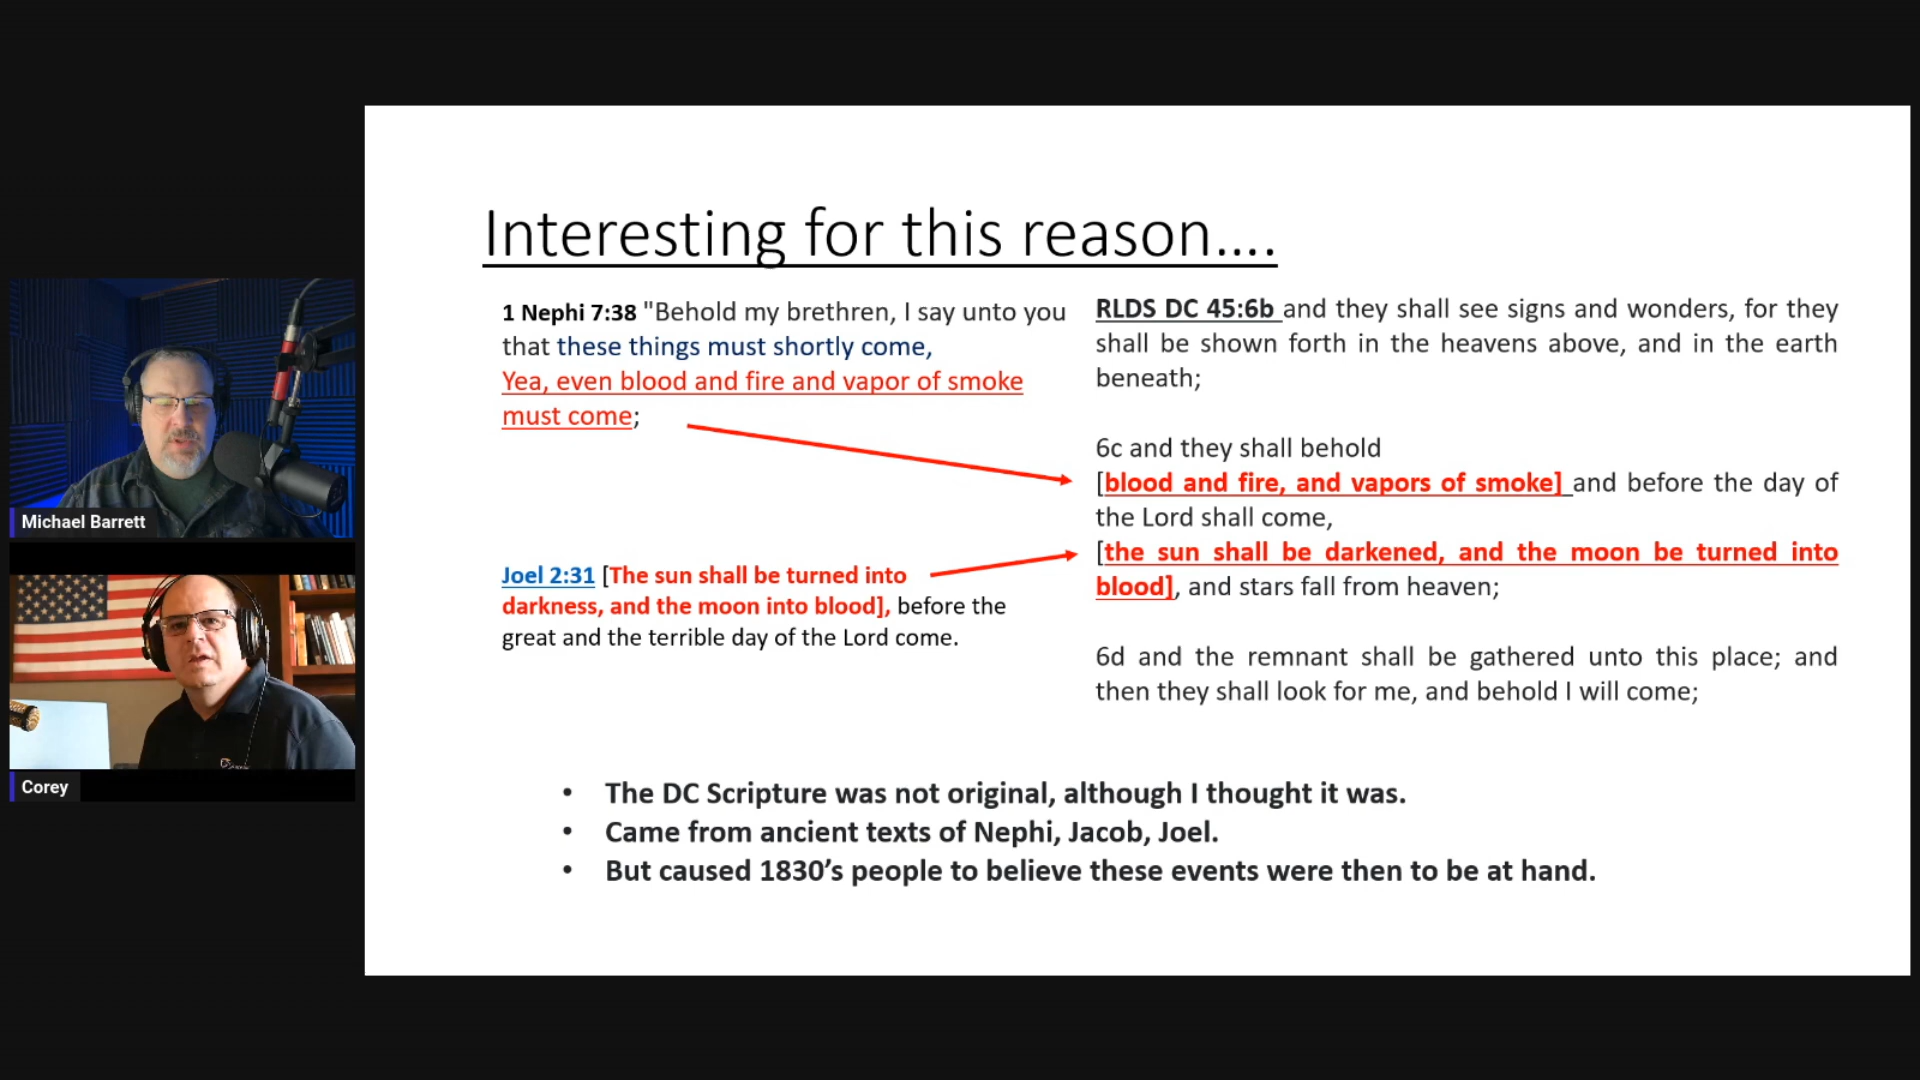 Interesting for this reason....
1 Nephi 7:38 "Behold my brethren, I say unto you
that these things must shortly come,
Yea, even blood and fire and vapor of smoke
must come;
Joel 2:31 [The sun shall be turned into
darkness, and the moon into blood], before the
great and the terrible day of the Lord come.
RLDS DC 45:6b and they shall see signs and wonders, for they
shall be shown forth in the heavens above, and in the earth
beneath;
6c and they shall behold
[blood and fire, and vapors of smoke] and before the day of
the Lord shall come,
[the sun shall be darkened, and the moon be turned into
blood], and stars fall from heaven;
6d and the remnant shall be gathered unto this place; and
then they shall look for me, and behold I will come;
• The DC Scripture was not original, although I thought it was.
• Came from ancient texts of Nephi, Jacob, Joel.
• But caused 1830’s people to believe these events were then to be at hand.
Michael Barrett
Corey